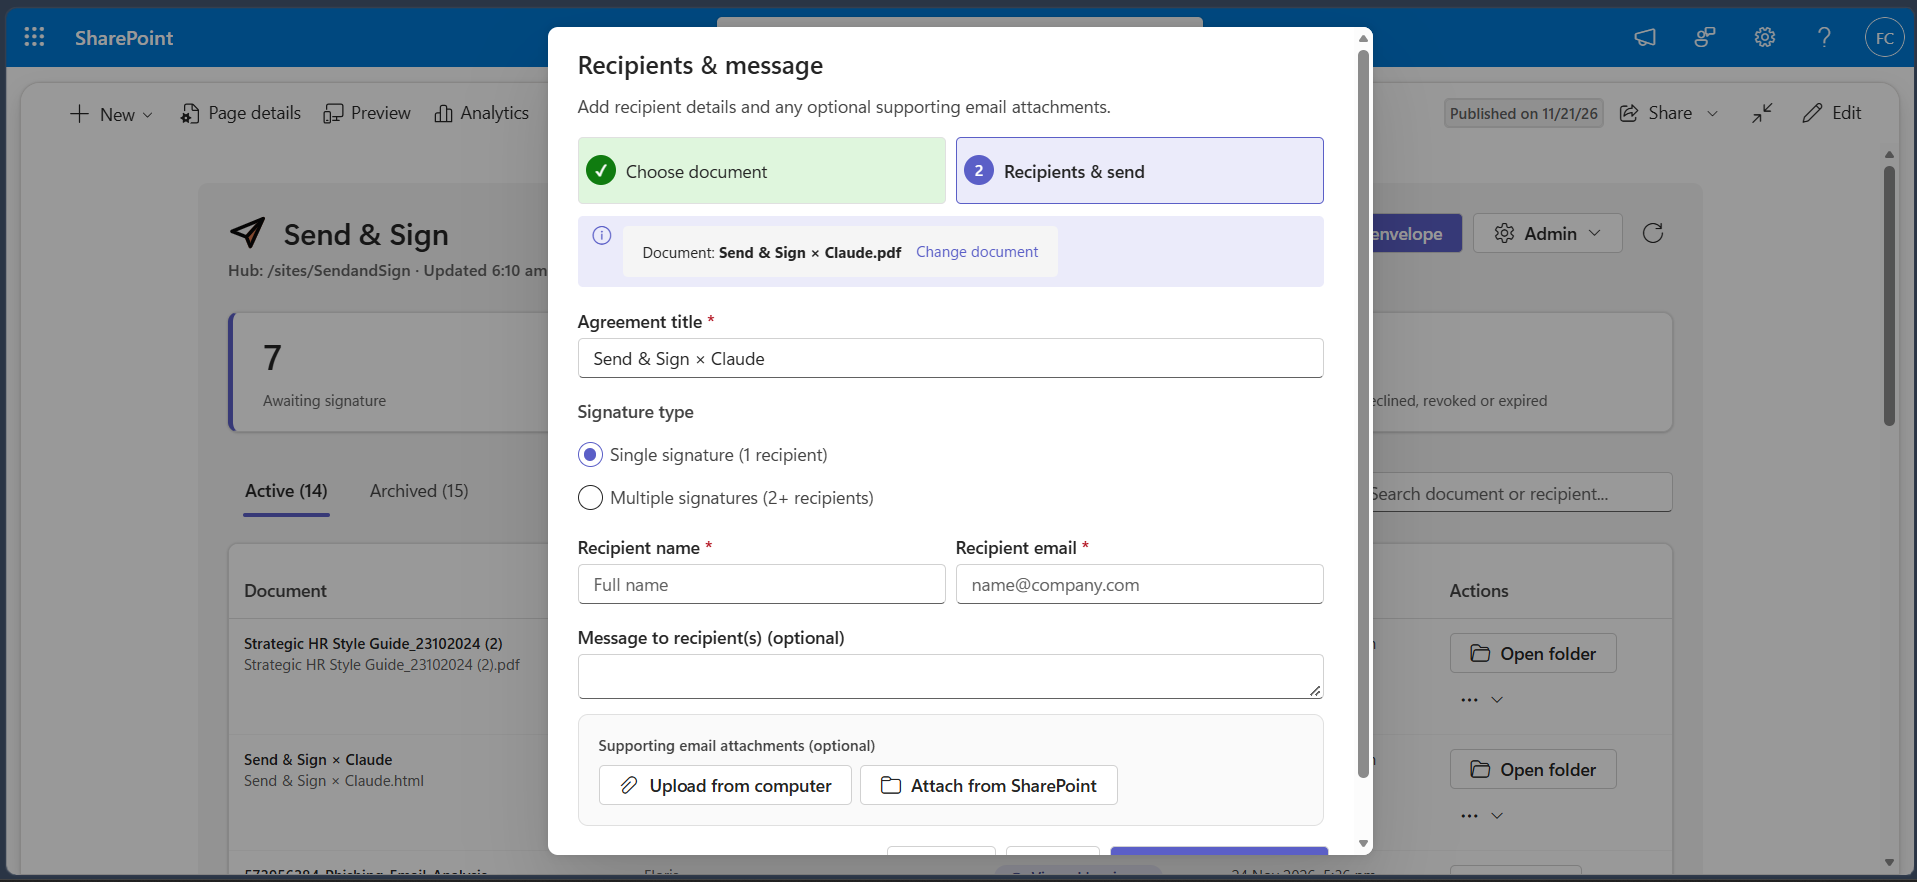 SharePoint
FC
New
Page details
Preview
Analytics
Published on 11/21/26
Share
Edit
Send & Sign
Hub: /sites/SendandSign · Updated 6:10 am
envelope
Admin
7
Awaiting signature
declined, revoked or expired
Active (14)
Archived (15)
Search document or recipient...
Document
Actions
Strategic HR Style Guide_23102024 (2)
Strategic HR Style Guide_23102024 (2).pdf
Open folder
Send & Sign × Claude
Send & Sign × Claude.html
Open folder
Recipients & message
Add recipient details and any optional supporting email attachments.
✓ Choose document
2 Recipients & send
Document: Send & Sign × Claude.pdf Change document
Agreement title *
Send & Sign × Claude
Signature type
Single signature (1 recipient)
Multiple signatures (2+ recipients)
Recipient name *
Recipient email *
Full name
name@company.com
Message to recipient(s) (optional)
Supporting email attachments (optional)
Upload from computer
Attach from SharePoint